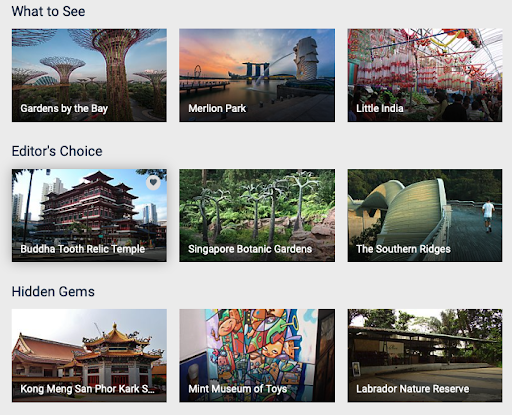 What to See
Gardens by the Bay
Merlion Park
Little India
Editor's Choice
Buddha Tooth Relic Temple
Singapore Botanic Gardens
The Southern Ridges
Hidden Gems
Kong Meng San Phor Kark S...
Mint Museum of Toys
Labrador Nature Reserve